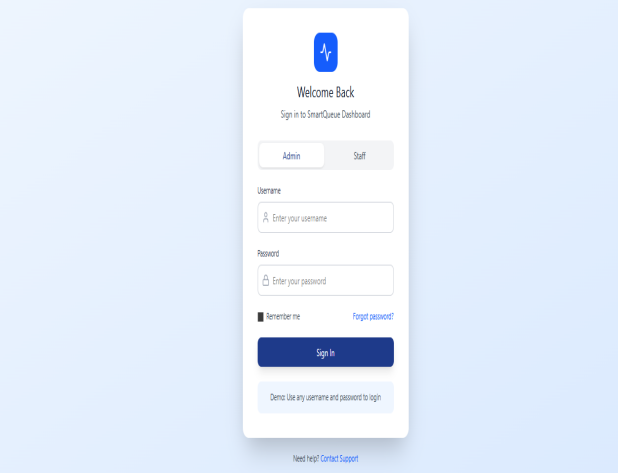 Welcome Back
Sign in to SmartQueue Dashboard
Admin Staff
Username
Enter your username
Password
Enter your password
Remember me Forgot password?
Sign In
Demo: Use any username and password to login
Need help? Contact Support